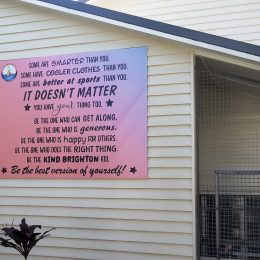 SOME ARE SMARTER THAN YOU.
SOME HAVE COOLER CLOTHES THAN YOU.
SOME ARE better at sports THAN YOU.
IT DOESN'T MATTER
YOU HAVE your THING TOO.
BE THE ONE WHO CAN GET ALONG.
BE THE ONE WHO IS generous.
BE THE ONE WHO IS happy FOR OTHERS.
BE THE ONE WHO DOES THE RIGHT THING.
BE THE KIND BRIGHTON KID.
Be the best version of yourself!